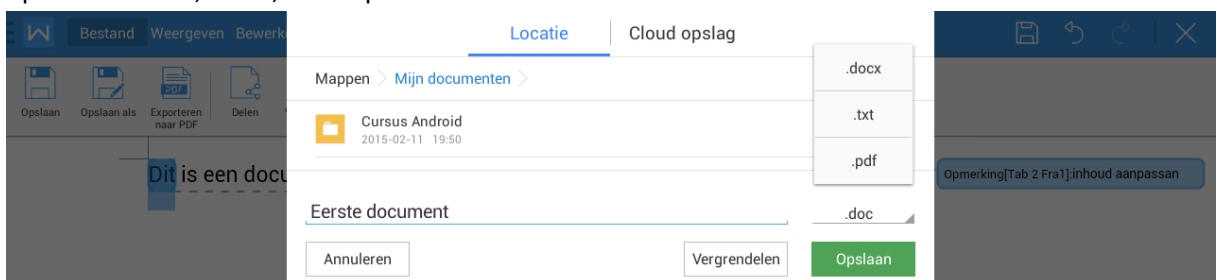 Bestand Weergeven
Locatie
Cloud opslag
Mappen > Mijn documenten >
Cursus Android
2015-02-11 19:50
.docx
.txt
.pdf
Opslaan
Opslaan als
PDF
Exporteren
naar PDF
Delen
Dit is een
Opmerking[Tab 2 Fra1]:inhoud aanpassan
Eerste document
.doc
Annuleren
Vergrendelen
Opslaan